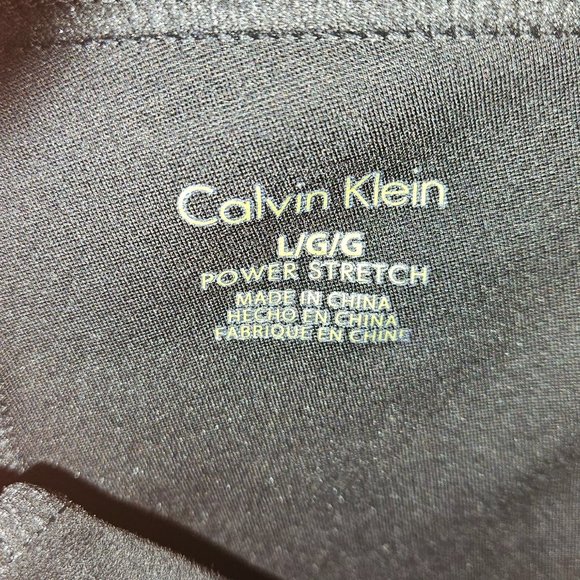 Calvin Klein
L/G/G
POWER STRETCH
MADE IN CHINA
HECHO EN CHINA
FABRIQUE EN CHINE